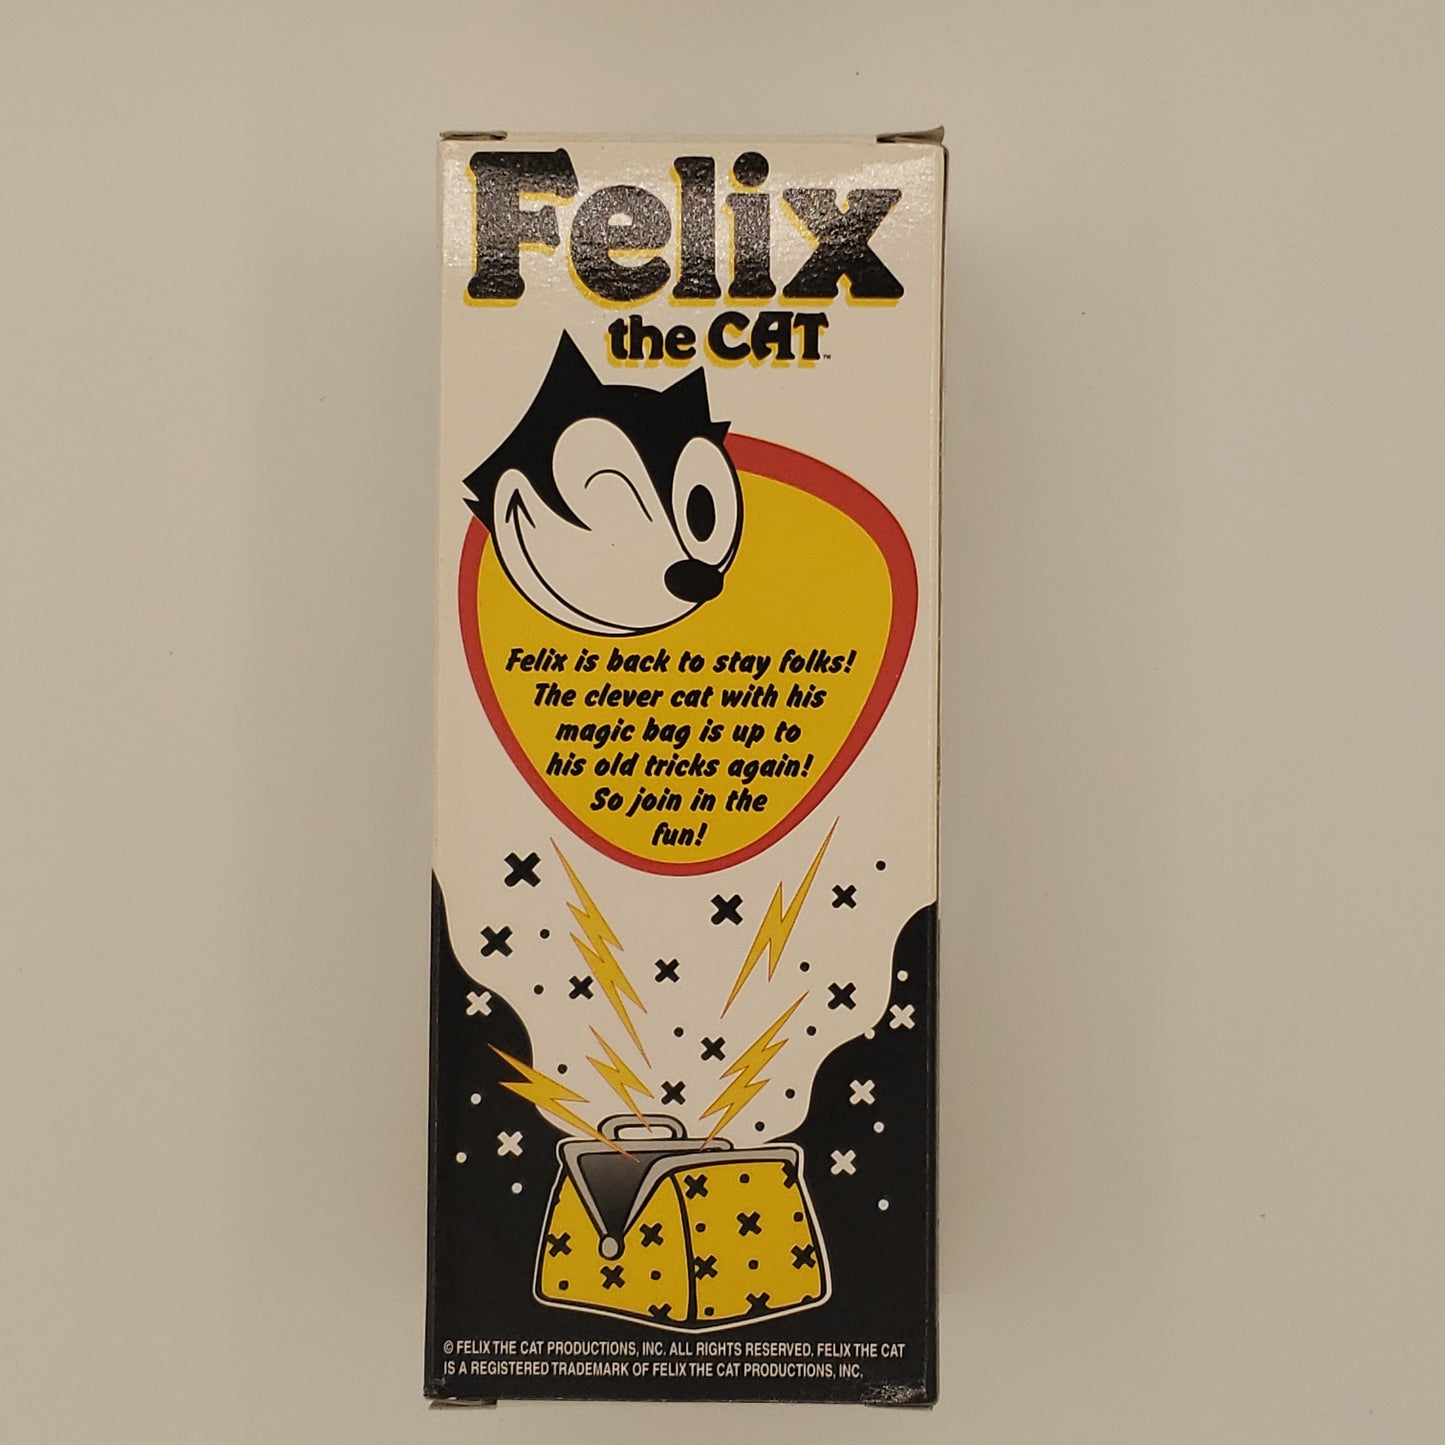 Felix
the CAT™
Felix is back to stay folks!
The clever cat with his
magic bag is up to
his old tricks again!
So join in the
fun!
© FELIX THE CAT PRODUCTIONS, INC. ALL RIGHTS RESERVED. FELIX THE CAT
IS A REGISTERED TRADEMARK OF FELIX THE CAT PRODUCTIONS, INC.